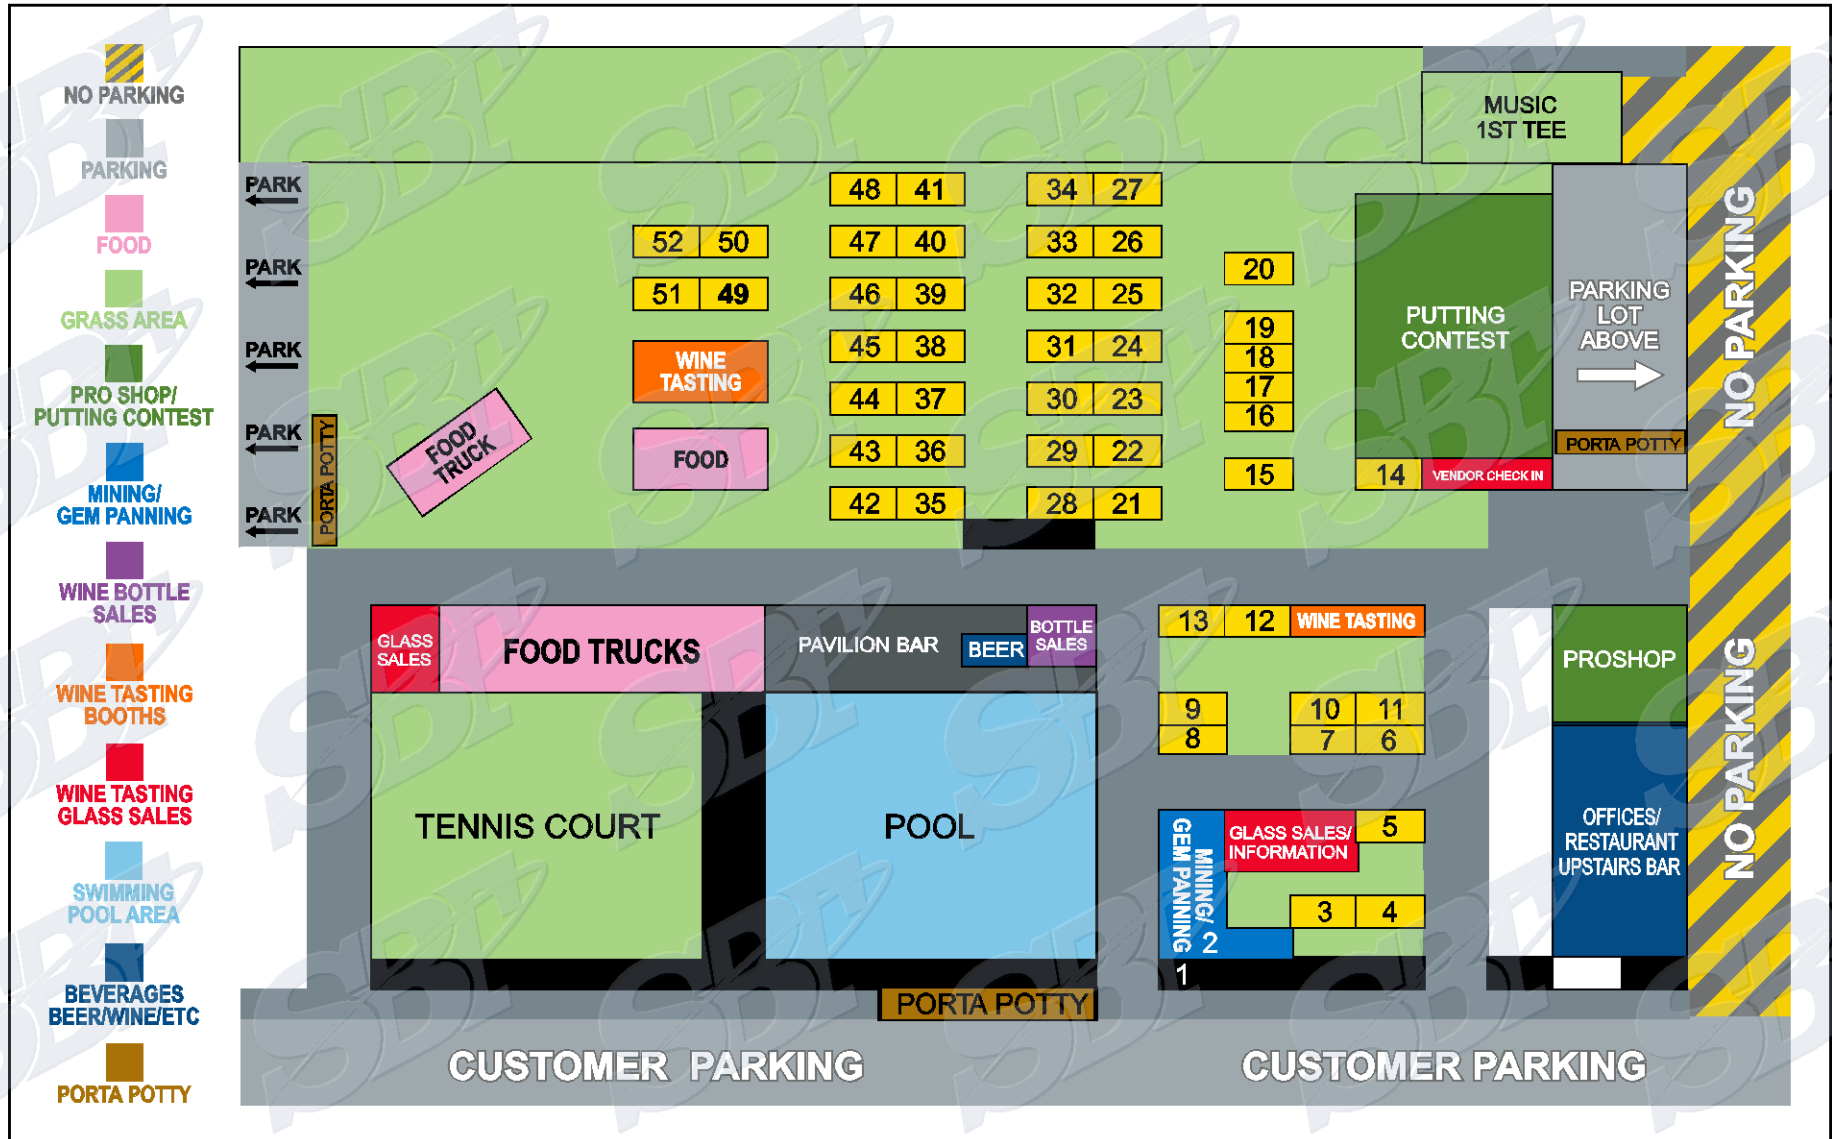 NO PARKING
PARKING
FOOD
GRASS AREA
PRO SHOP/
PUTTING CONTEST
MINING/
GEM PANNING
WINE BOTTLE
SALES
WINE TASTING
BOOTHS
WINE TASTING
GLASS SALES
SWIMMING
POOL AREA
BEVERAGES
BEER/WINE/ETC
PORTA POTTY
MUSIC
1ST TEE
PARK
PARK
PARK
PARK
PARK
PORTA POTTY
FOOD
TRUCK
52 50
51 49
WINE
TASTING
FOOD
48 41
47 40
46 39
45 38
44 37
43 36
42 35
34 27
33 26
32 25
31 24
30 23
29 22
28 21
20
19
18
17
16
15
PUTTING
CONTEST
14 VENDOR CHECK IN
PARKING
LOT
ABOVE
PORTA POTTY
NO PARKING
NO PARKING
GLASS
SALES
FOOD TRUCKS
PAVILION BAR
BEER
BOTTLE
SALES
TENNIS COURT
POOL
13 12 WINE TASTING
9
8
10 11
7 6
MINING/
GEM PANNING
2
1
GLASS SALES/
INFORMATION
5
3 4
PROSHOP
OFFICES/
RESTAURANT
UPSTAIRS BAR
PORTA POTTY
CUSTOMER PARKING
CUSTOMER PARKING
SBI